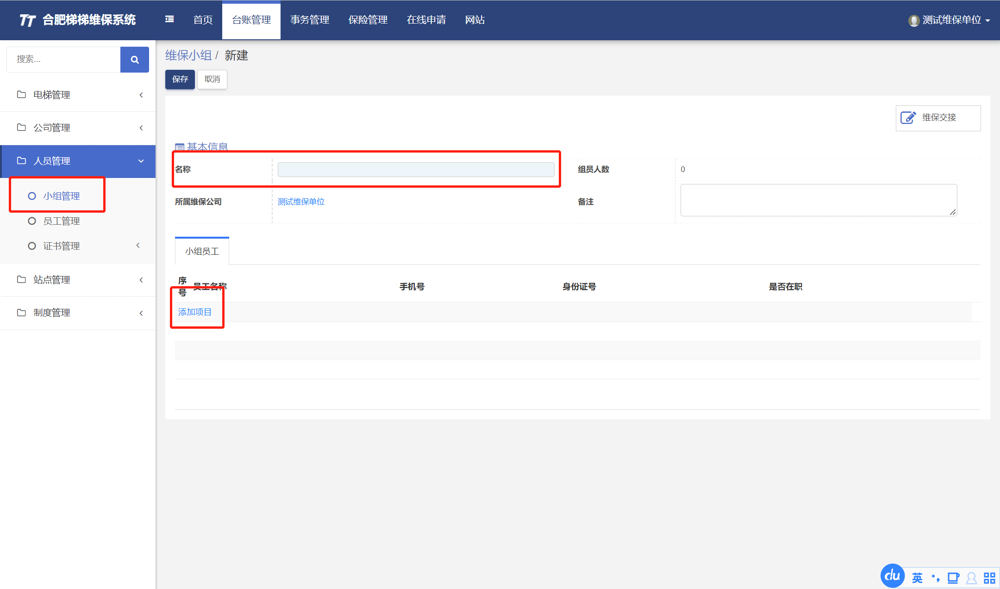 TT 合肥梯梯维保系统
首页 台账管理 事务管理 保险管理 在线申请 网站
测试维保单位
搜索...
电梯管理
公司管理
人员管理
小组管理
员工管理
证书管理
站点管理
制度管理
维保小组 / 新建
保存 取消
维保交接
基本信息
名称
组员人数 0
所属维保公司 测试维保单位
备注
小组员工
序号 员工名称 手机号 身份证号 是否在职
添加项目
du 英